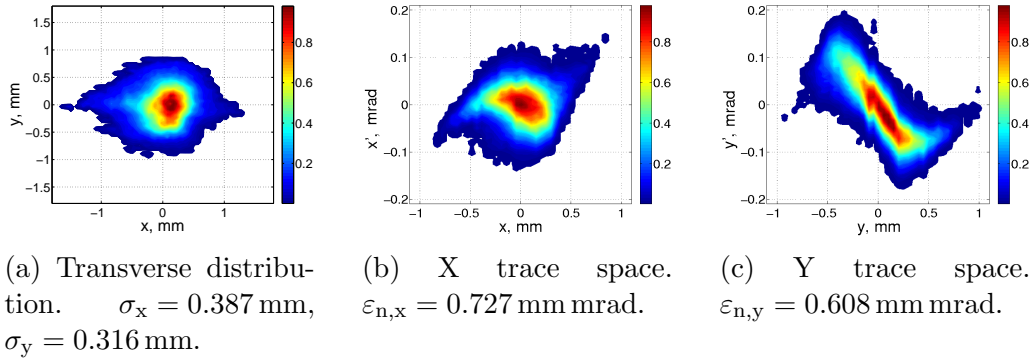 1.5
1
0.5
0
−0.5
−1
−1.5
y, mm
−1 0 1
x, mm
0.8
0.6
0.4
0.2
0.2
0.1
0
−0.1
−0.2
x', mrad
−1 −0.5 0 0.5 1
x, mm
0.8
0.6
0.4
0.2
0.2
0.1
0
−0.1
−0.2
y', mrad
−1 −0.5 0 0.5 1
y, mm
0.8
0.6
0.4
0.2
(a) Transverse distribu-
tion. σx = 0.387 mm,
σy = 0.316 mm.
(b) X trace space.
εn,x = 0.727 mm mrad.
(c) Y trace space.
εn,y = 0.608 mm mrad.